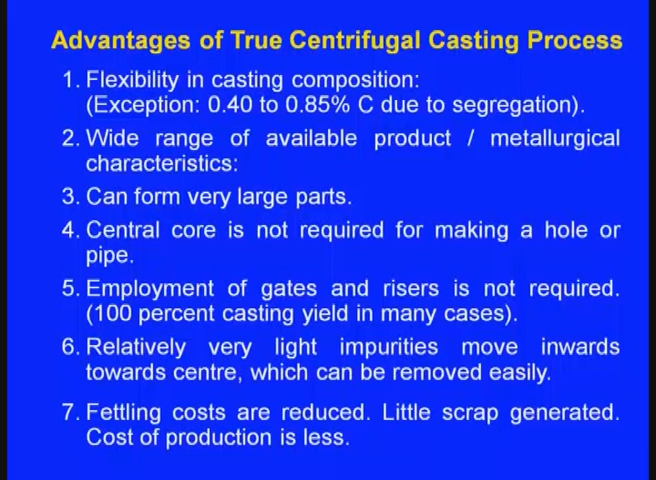 Advantages of True Centrifugal Casting Process
1. Flexibility in casting composition:
(Exception: 0.40 to 0.85% C due to segregation).
2. Wide range of available product / metallurgical
characteristics:
3. Can form very large parts.
4. Central core is not required for making a hole or
pipe.
5. Employment of gates and risers is not required.
(100 percent casting yield in many cases).
6. Relatively very light impurities move inwards
towards centre, which can be removed easily.
7. Fettling costs are reduced. Little scrap generated.
Cost of production is less.